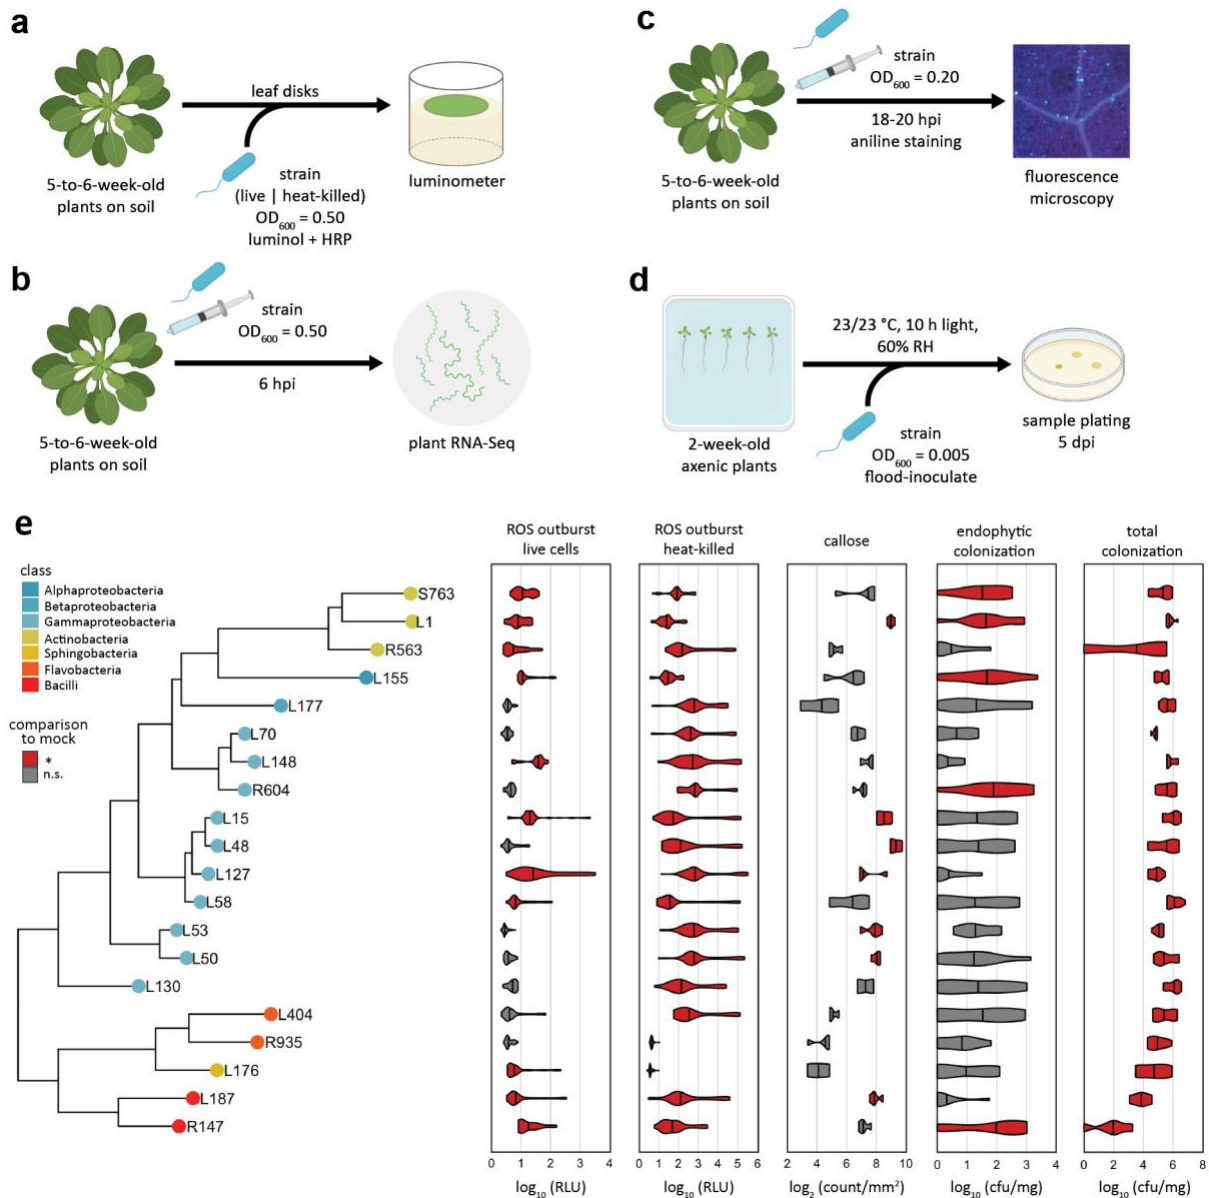 a
5-to-6-week-old
plants on soil
leaf disks
strain
(live | heat-killed)
OD600 = 0.50
luminol + HRP
luminometer
b
5-to-6-week-old
plants on soil
strain
OD600 = 0.50
6 hpi
plant RNA-Seq
c
5-to-6-week-old
plants on soil
strain
OD600 = 0.20
18-20 hpi
aniline staining
fluorescence
microscopy
d
2-week-old
axenic plants
23/23 °C, 10 h light,
60% RH
strain
OD600 = 0.005
flood-inoculate
sample plating
5 dpi
e
class
Alphaproteobacteria
Betaproteobacteria
Gammaproteobacteria
Actinobacteria
Sphingobacteria
Flavobacteria
Bacilli
comparison
to mock
*
n.s.
S763
L1
R563
L155
L177
L70
L148
R604
L15
L48
L127
L58
L53
L50
L130
L404
R935
L176
L187
R147
ROS outburst
live cells
0 1 2 3 4
log10 (RLU)
ROS outburst
heat-killed
0 1 2 3 4 5 6
log10 (RLU)
callose
2 4 6 8 10
log2 (count/mm2)
endophytic
colonization
0 1 2 3 4
log10 (cfu/mg)
total
colonization
0 2 4 6 8
log10 (cfu/mg)